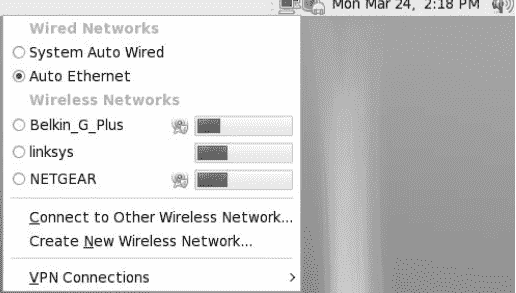 Mon Mar 24, 2:18 PM
Wired Networks
System Auto Wired
Auto Ethernet
Wireless Networks
Belkin_G_Plus
linksys
NETGEAR
Connect to Other Wireless Network...
Create New Wireless Network...
VPN Connections